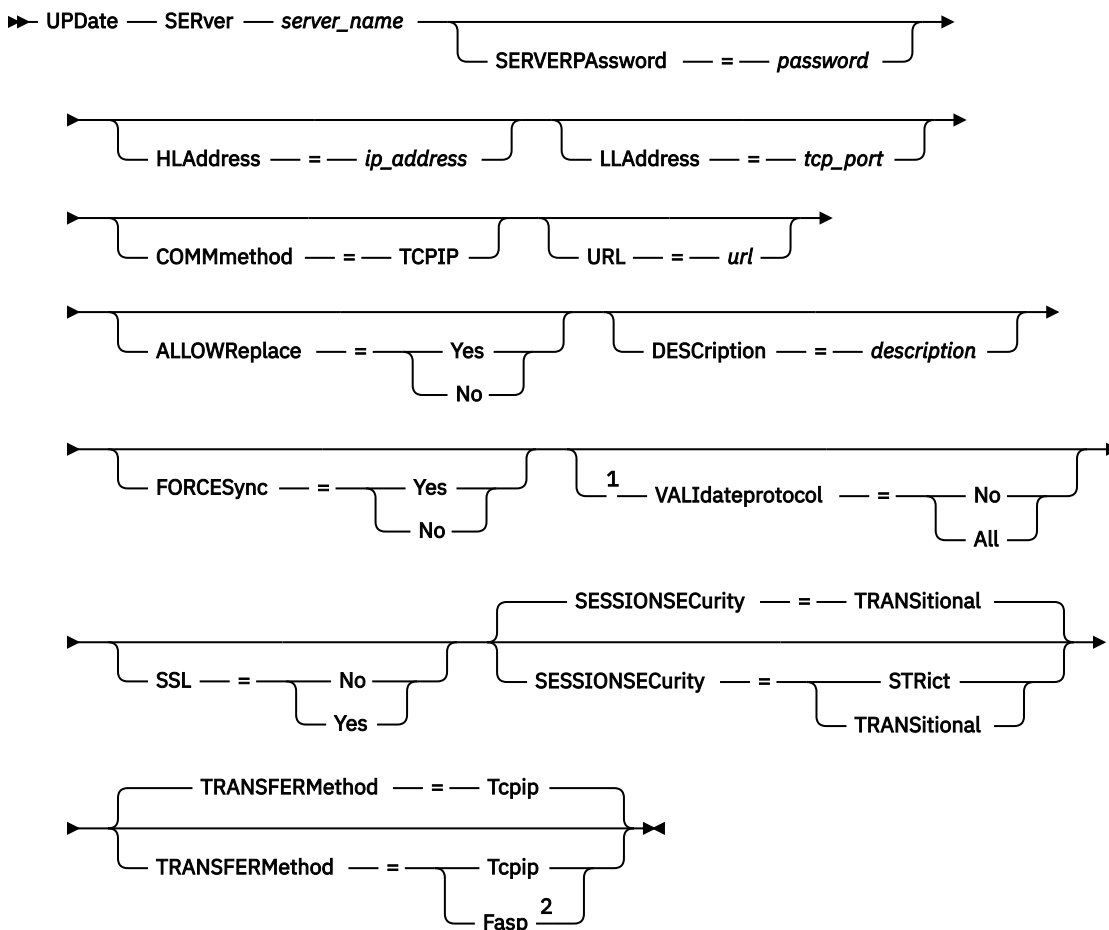 UPDate SERver server_name
SERVERPAssword = password
HLAddress = ip_address LLAddress = tcp_port
COMMmethod = TCPIP URL = url
ALLOWReplace = Yes DESCription = description
No
FORCESync = Yes 1 VALIdateprotocol = No
No All
SESSIONSECurity = TRANSitional
SSL = No SESSIONSECurity = STRict
Yes TRANSitional
TRANSFERMethod = Tcpip
TRANSFERMethod = Tcpip
Fasp 2